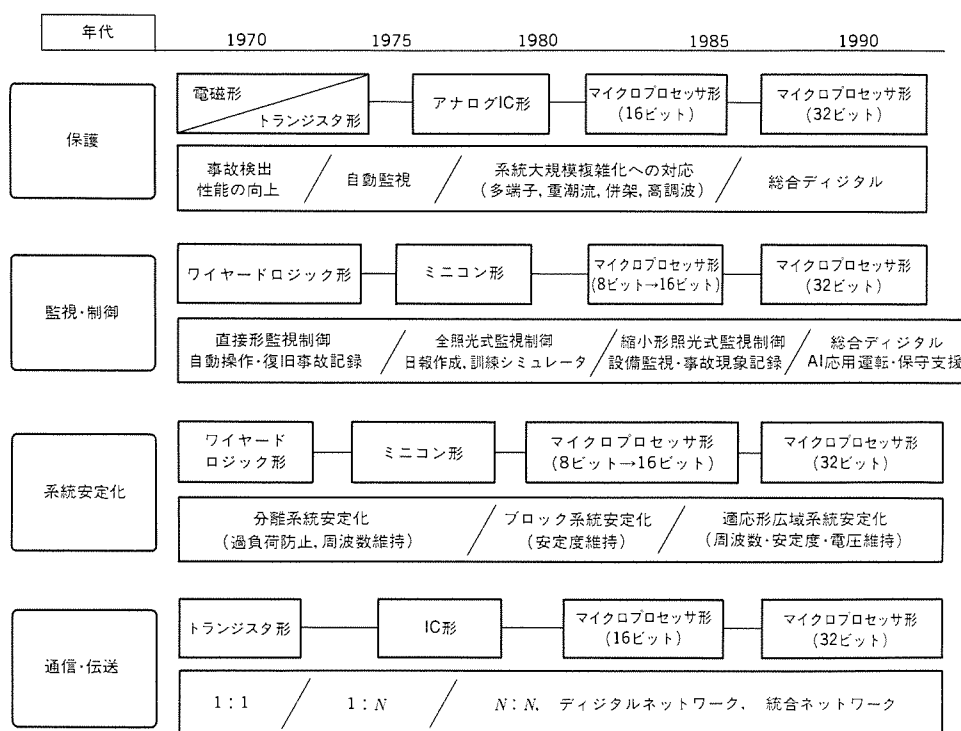 年代
1970 1975 1980 1985 1990
保護
電磁形
トランジスタ形
アナログIC形
マイクロプロセッサ形
(16ビット)
マイクロプロセッサ形
(32ビット)
事故検出
性能の向上
自動監視
系統大規模複雑化への対応
(多端子,重潮流,併架,高調波)
総合ディジタル
監視・制御
ワイヤードロジック形
ミニコン形
マイクロプロセッサ形
(8ビット→16ビット)
マイクロプロセッサ形
(32ビット)
直接形監視制御
自動操作・復旧事故記録
全照光式監視制御
日報作成,訓練シミュレータ
縮小形照光式監視制御
設備監視・事故現象記録
総合ディジタル
AI応用運転・保守支援
系統安定化
ワイヤード
ロジック形
ミニコン形
マイクロプロセッサ形
(8ビット→16ビット)
マイクロプロセッサ形
(32ビット)
分離系統安定化
(過負荷防止,周波数維持)
ブロック系統安定化
(安定度維持)
適応形広域系統安定化
(周波数・安定度・電圧維持)
通信・伝送
トランジスタ形
IC形
マイクロプロセッサ形
(16ビット)
マイクロプロセッサ形
(32ビット)
1:1
1:N
N:N, ディジタルネットワーク, 統合ネットワーク